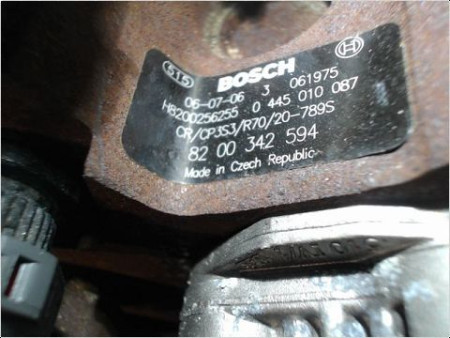 515 BOSCH
06-07-06 3 061975
H8200256255 0 445 010 087
CR/CP3S3/R70/20-789S
82 00 342 594
Made in Czech Republic